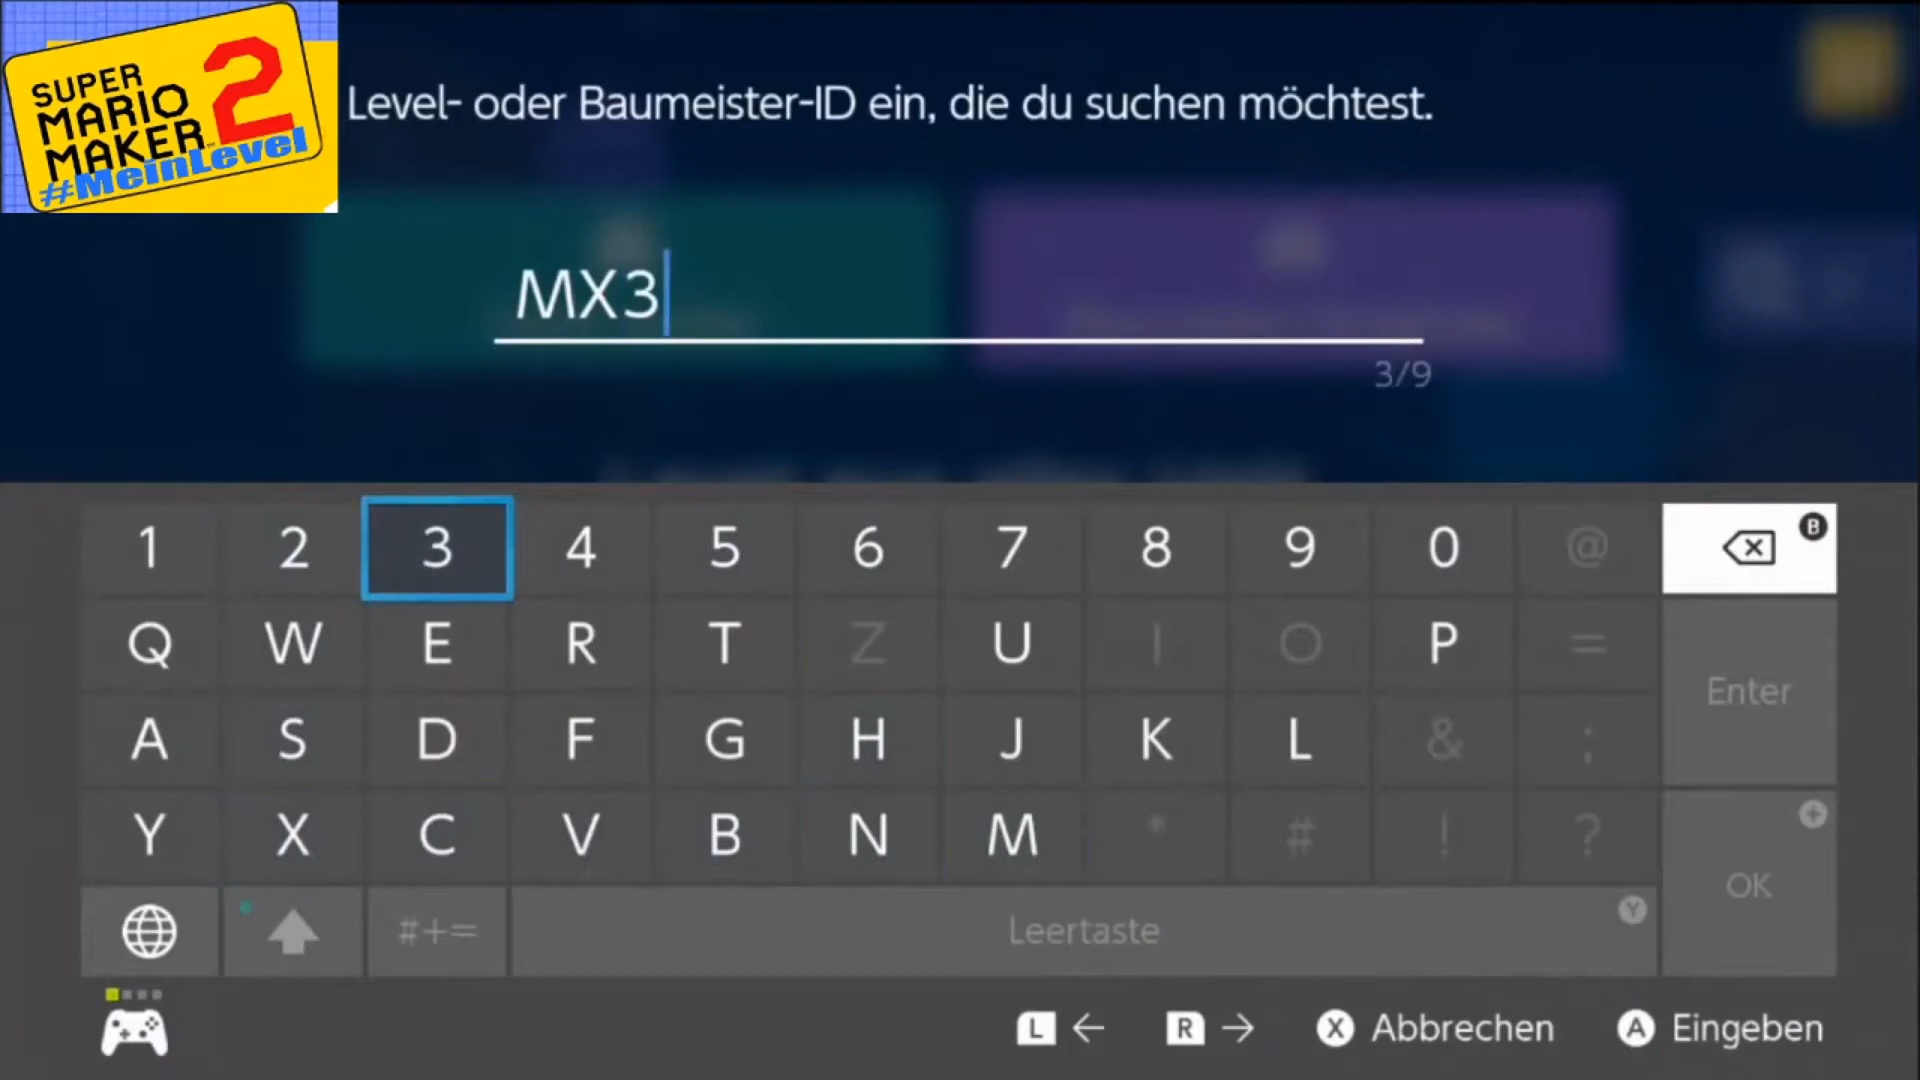 SUPER
MARIO
MAKER 2
#MeinLevel
Level- oder Baumeister-ID ein, die du suchen möchtest.
MX3
3/9
1 2 3 4 5 6 7 8 9 0 @ B
Q W E R T Z U I O P = Enter
A S D F G H J K L & ;
Y X C V B N M * # ! ? + OK
#+= Leertaste Y
L ← R → X Abbrechen A Eingeben